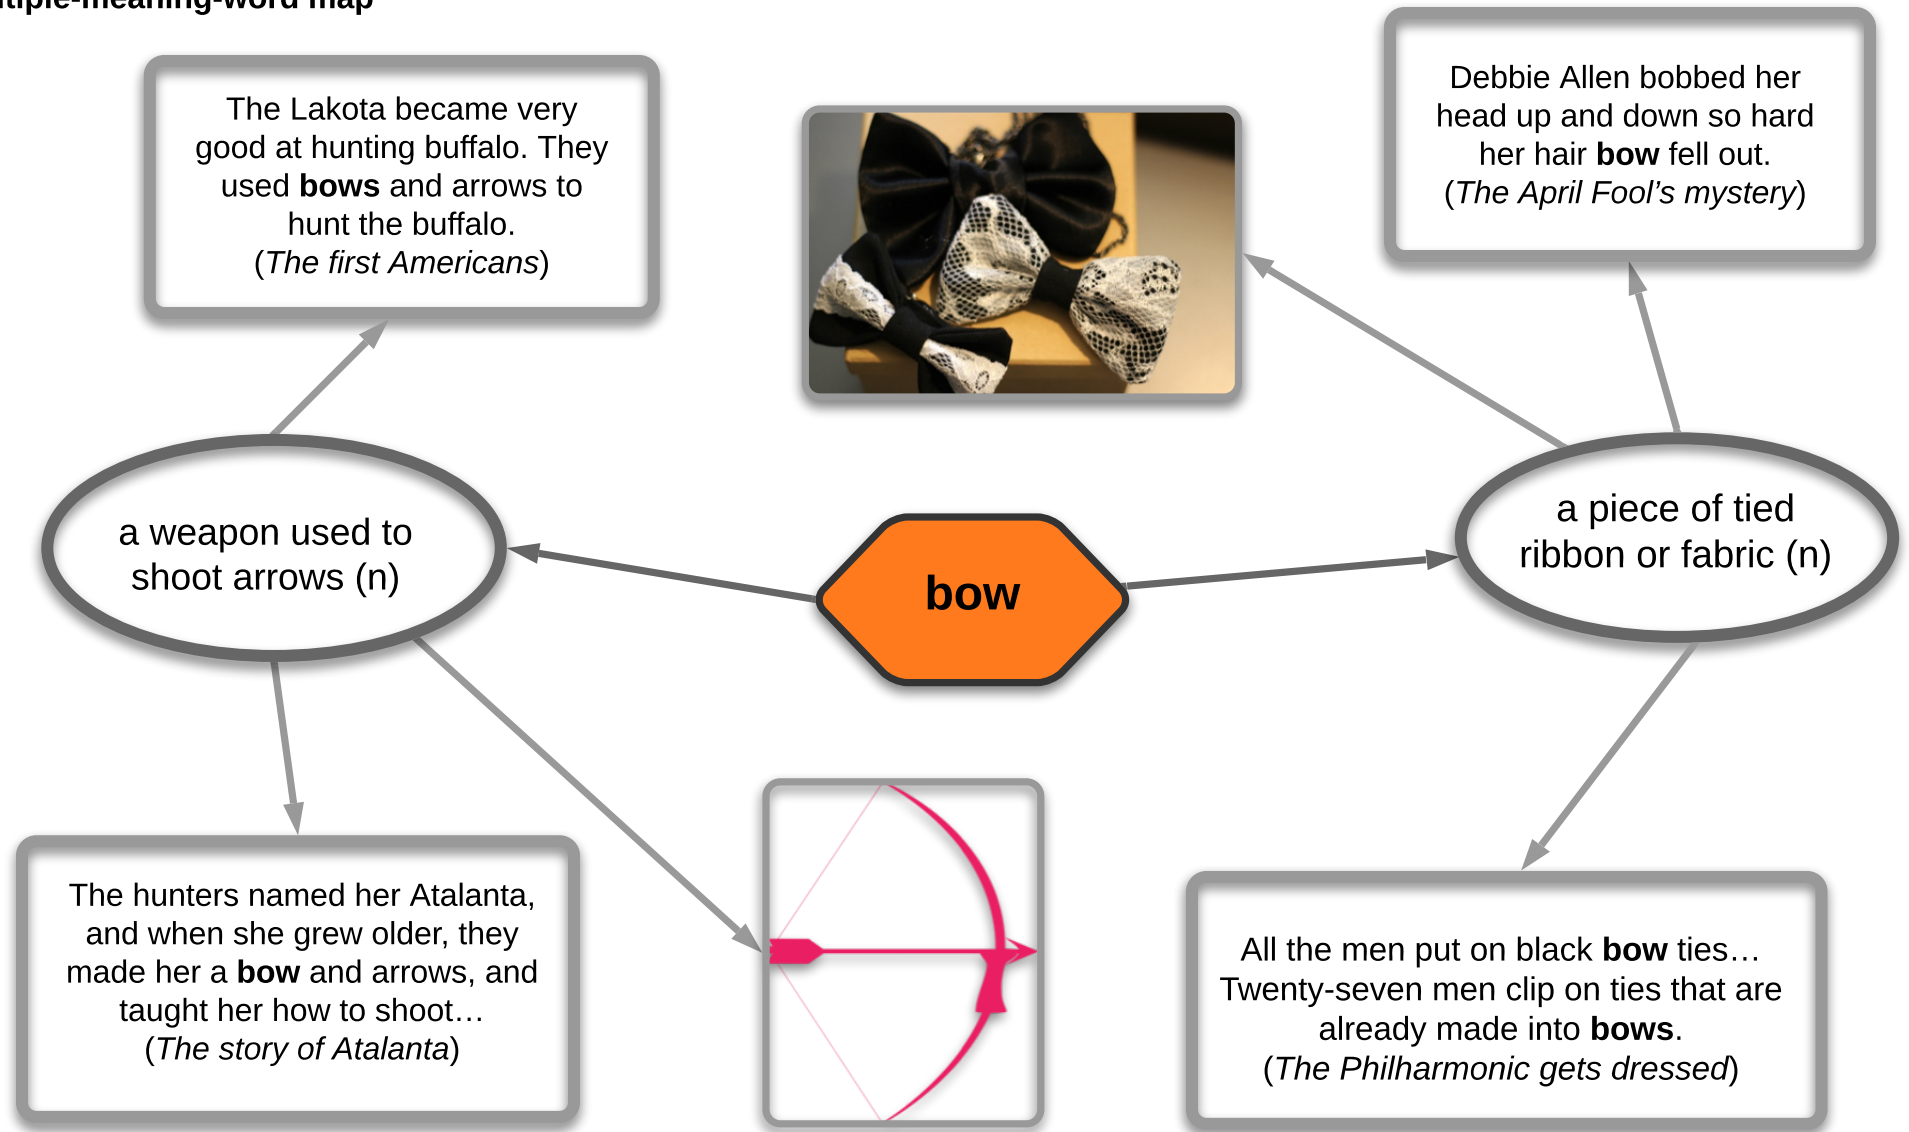 map
The Lakota became very
good at hunting buffalo. They
used bows and arrows to
hunt the buffalo.
(The first Americans)
Debbie Allen bobbed her
head up and down so hard
her hair bow fell out.
(The April Fool’s mystery)
a weapon used to
shoot arrows (n)
bow
a piece of tied
ribbon or fabric (n)
The hunters named her Atalanta,
and when she grew older, they
made her a bow and arrows, and
taught her how to shoot…
(The story of Atalanta)
All the men put on black bow ties…
Twenty-seven men clip on ties that are
already made into bows.
(The Philharmonic gets dressed)